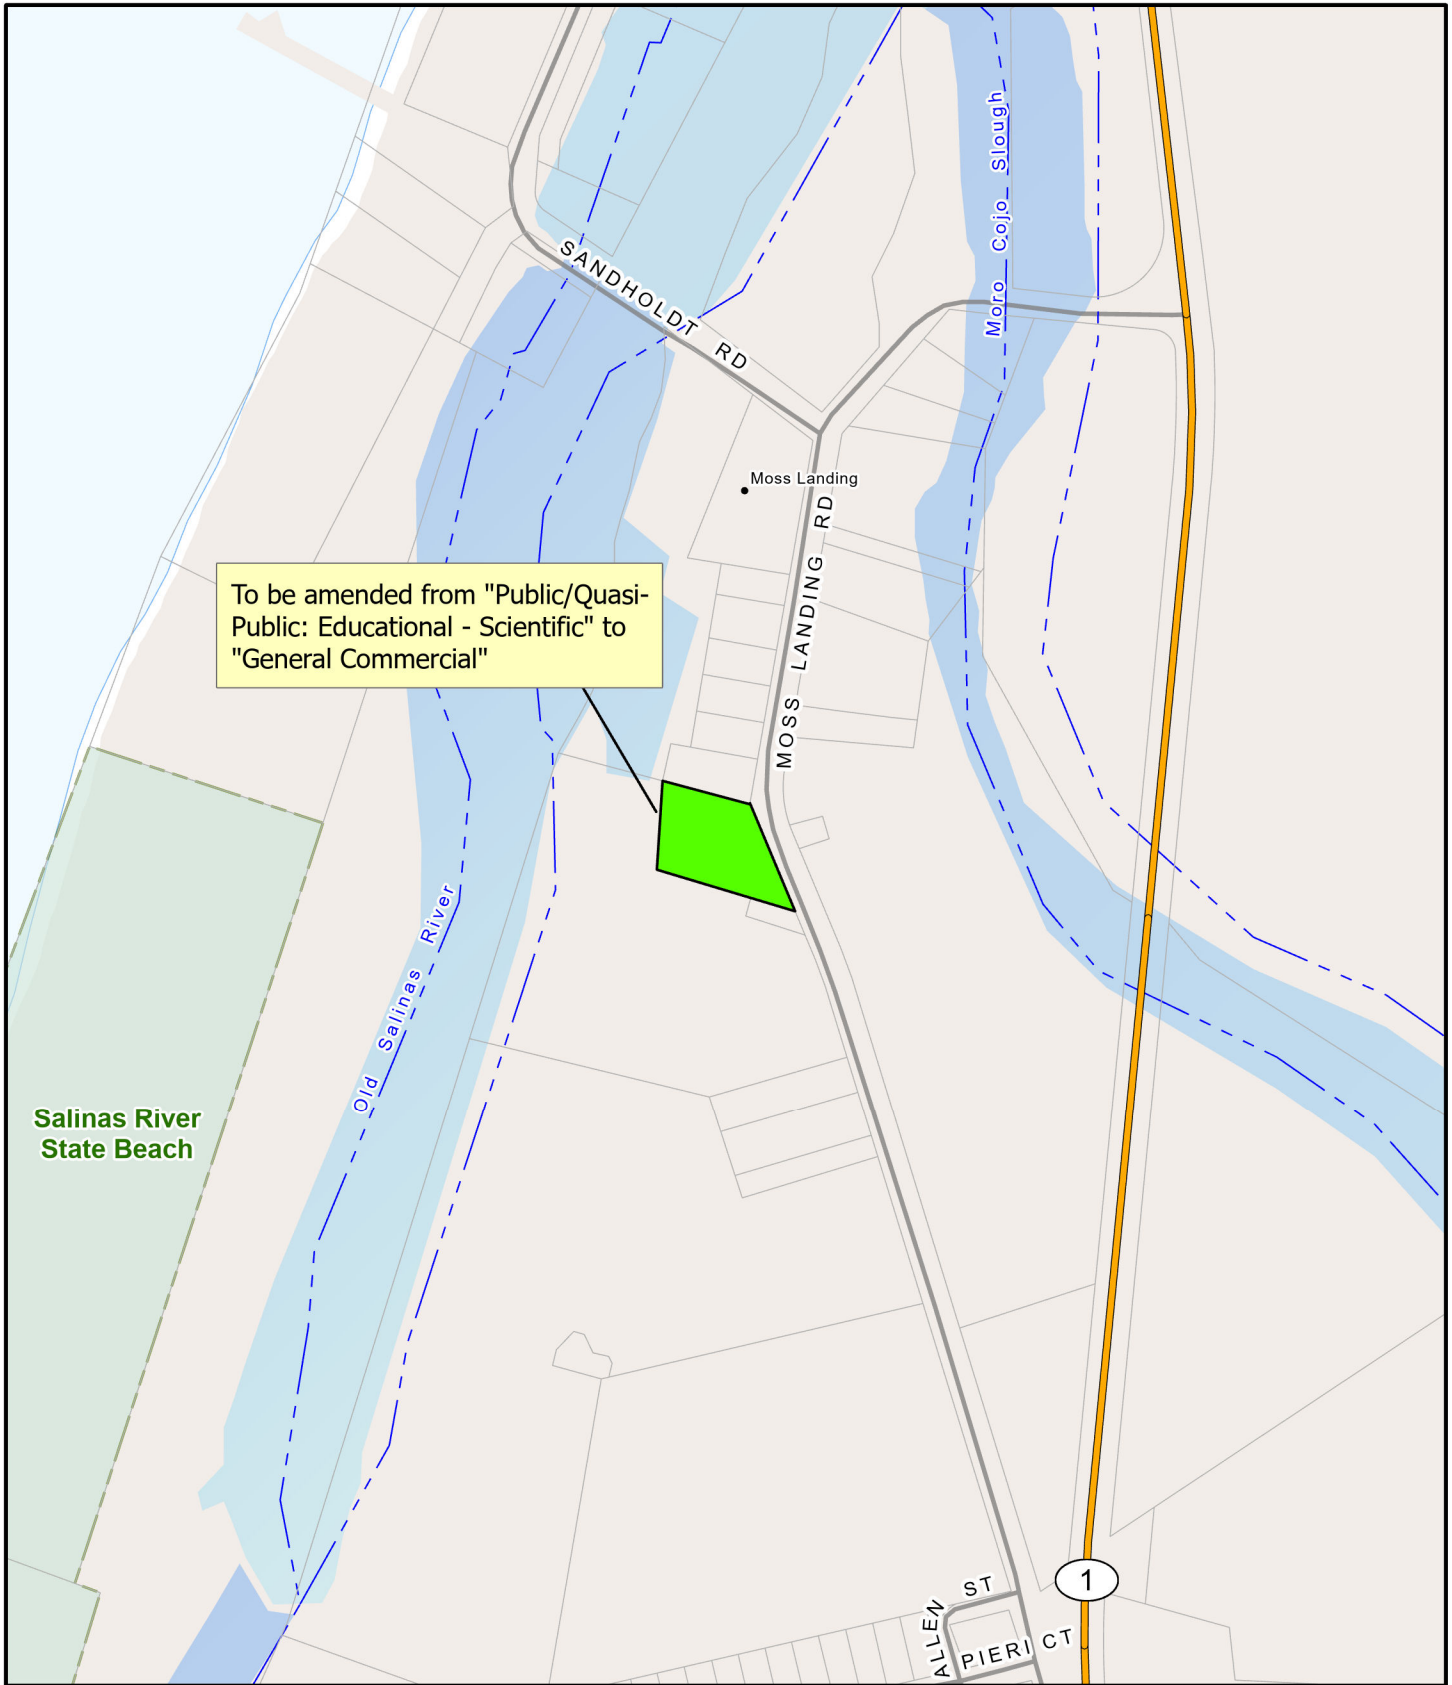 Moro Cojo Slough
SANDHOLDT RD
Moss Landing
MOSS LANDING RD
To be amended from "Public/Quasi-
Public: Educational - Scientific" to
"General Commercial"
Old Salinas River
Salinas River
State Beach
1
ALLEN ST
PIERI CT